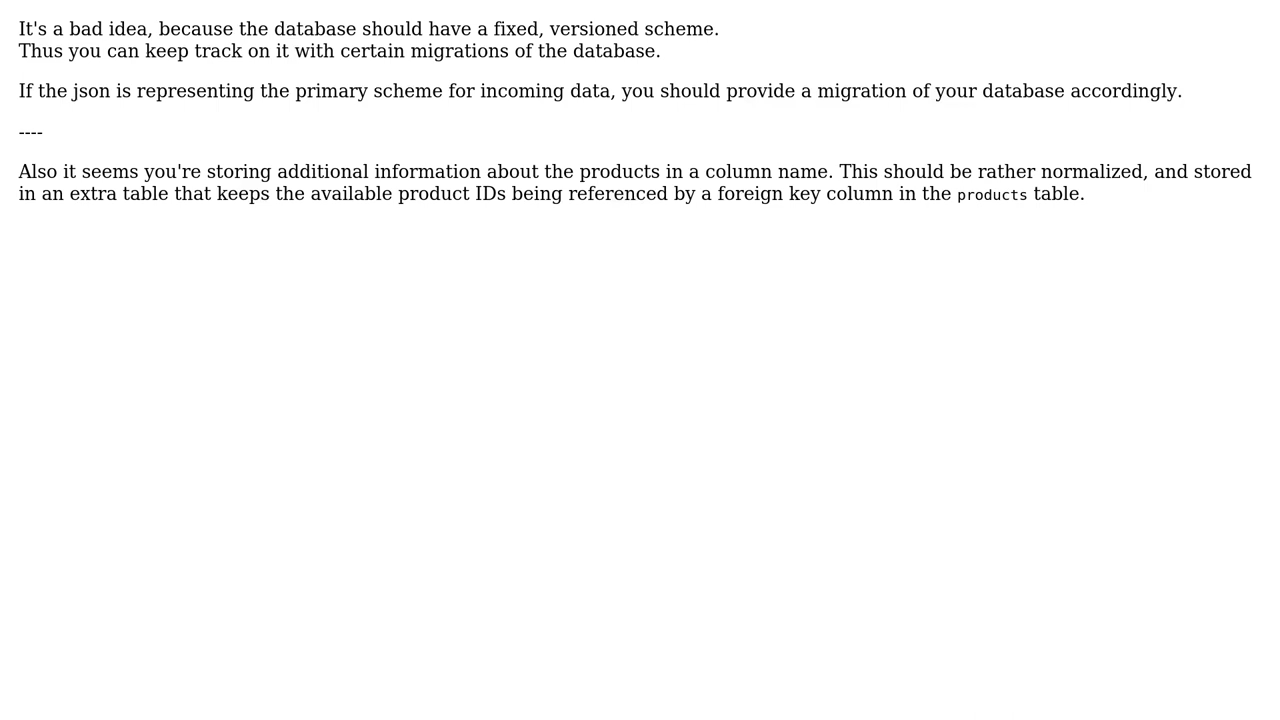 It's a bad idea, because the database should have a fixed, versioned scheme.
Thus you can keep track on it with certain migrations of the database.
If the json is representing the primary scheme for incoming data, you should provide a migration of your database accordingly.
----
Also it seems you're storing additional information about the products in a column name. This should be rather normalized, and stored
in an extra table that keeps the available product IDs being referenced by a foreign key column in the products table.